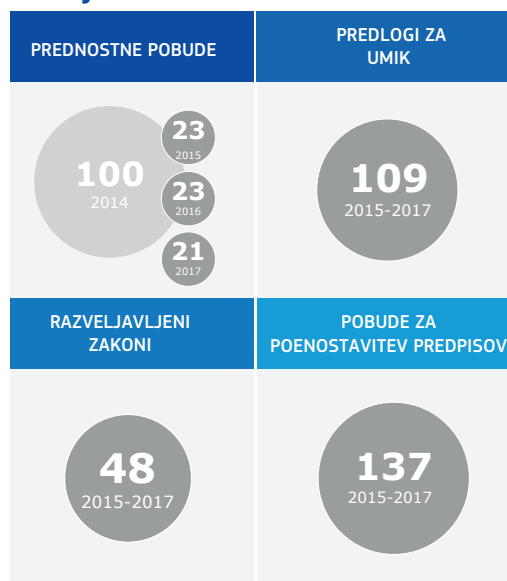 PREDNOSTNE POBUDE
PREDLOGI ZA
UMIK
100
2014
23
2015
23
2016
21
2017
109
2015-2017
RAZVELJAVLJENI
ZAKONI
POBUDE ZA
POENOSTAVITEV PREDPISOV
48
2015-2017
137
2015-2017